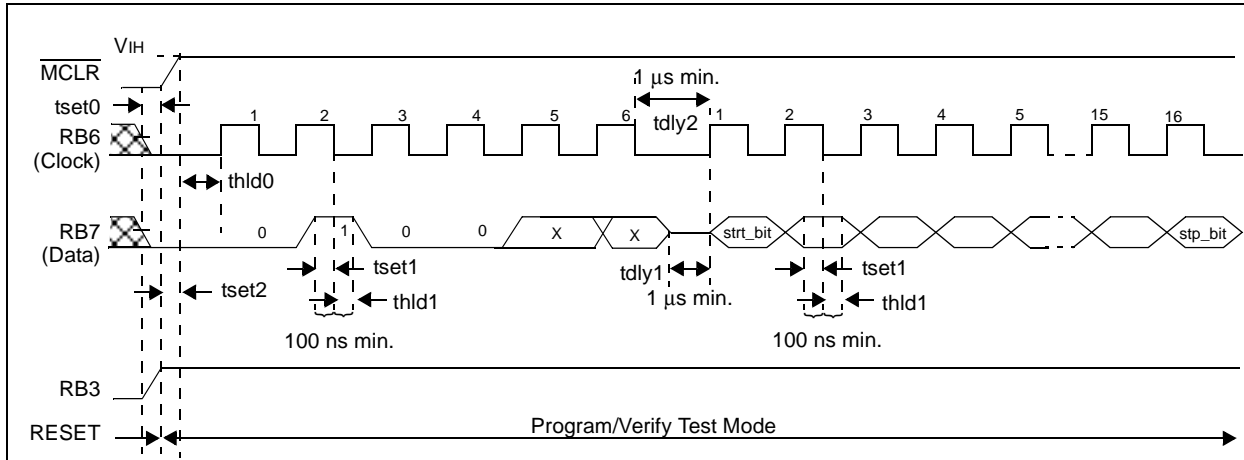 VIH
MCLR
1 µs min.
tset0
1 2 3 4 5 6 1 2 3 4 5 15 16
tdly2
RB6
(Clock)
thld0
RB7
(Data)
0 1 0 0 X X strt_bit stp_bit
tset1
tdly1
tset1
tset2
thld1
1 µs min.
thld1
100 ns min.
100 ns min.
RB3
RESET
Program/Verify Test Mode